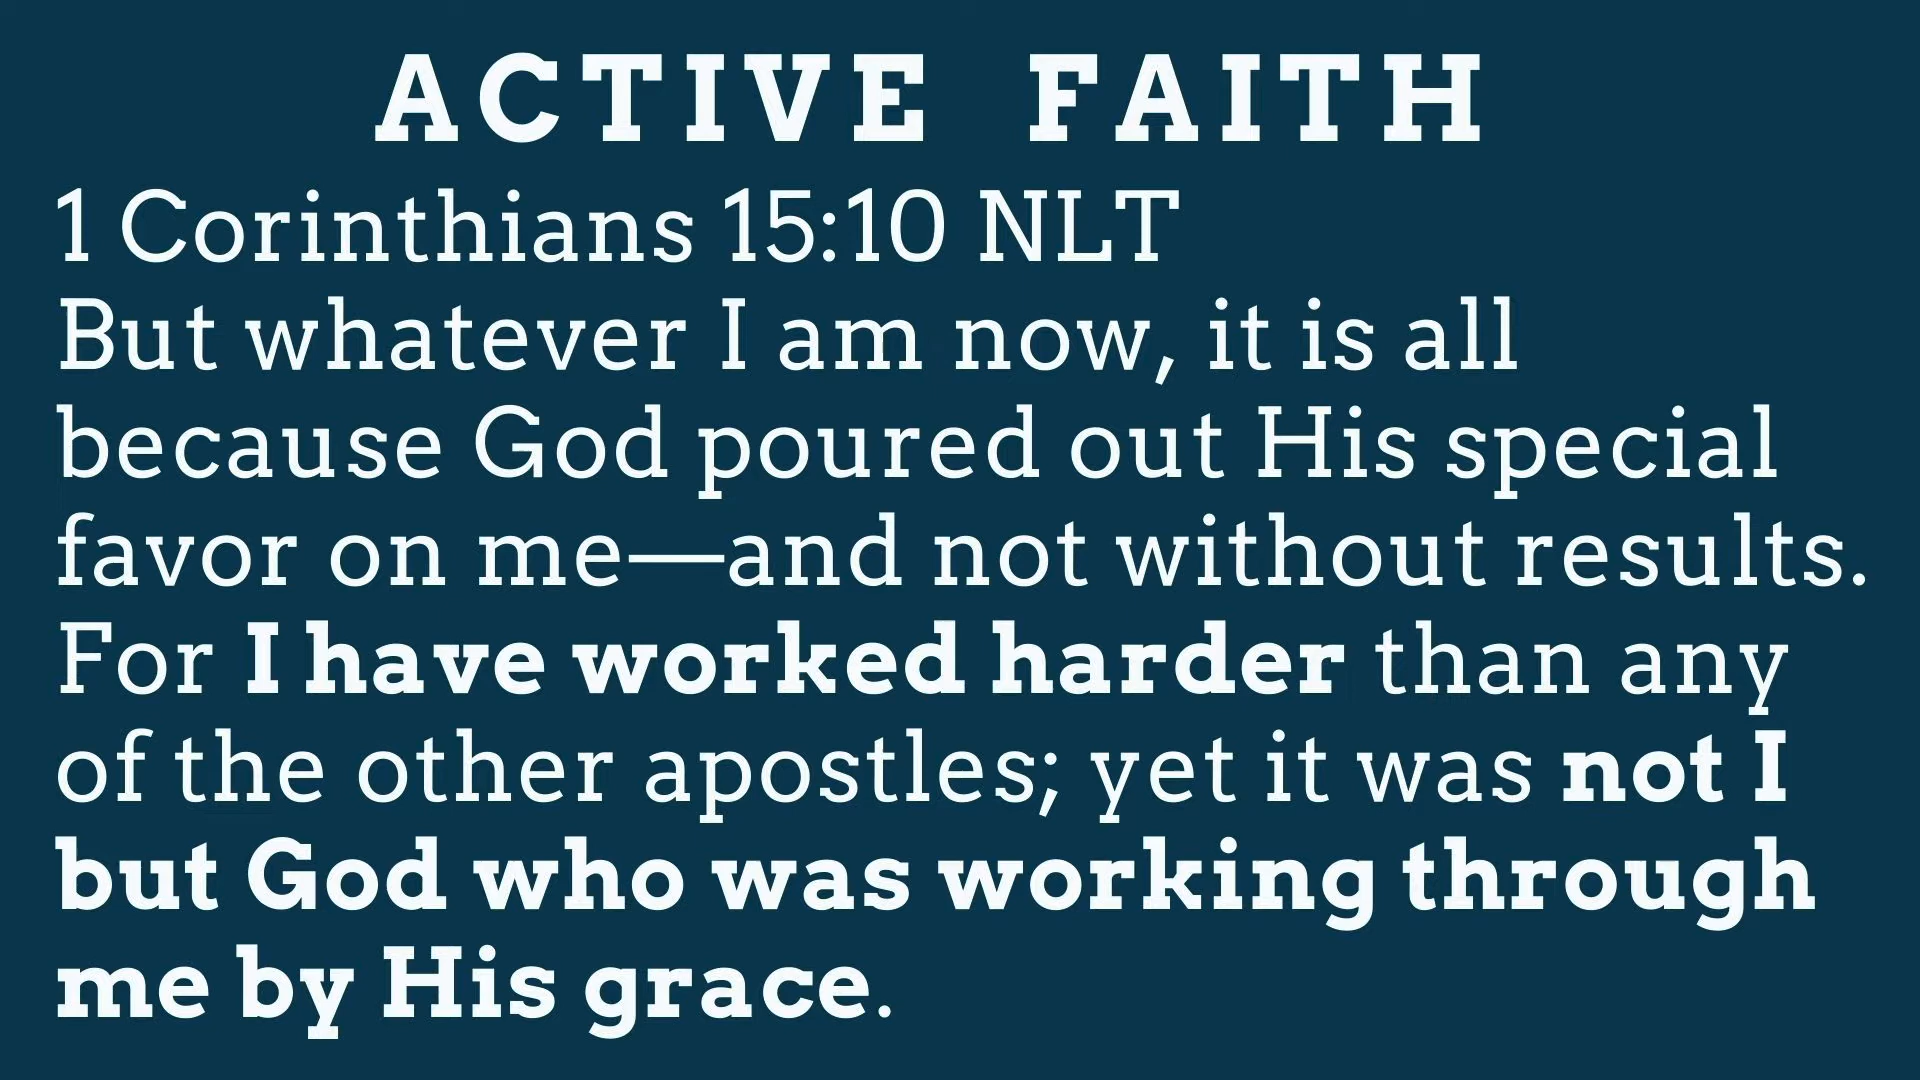 ACTIVE FAITH
1 Corinthians 15:10 NLT
But whatever I am now, it is all
because God poured out His special
favor on me—and not without results.
For I have worked harder than any
of the other apostles; yet it was not I
but God who was working through
me by His grace.